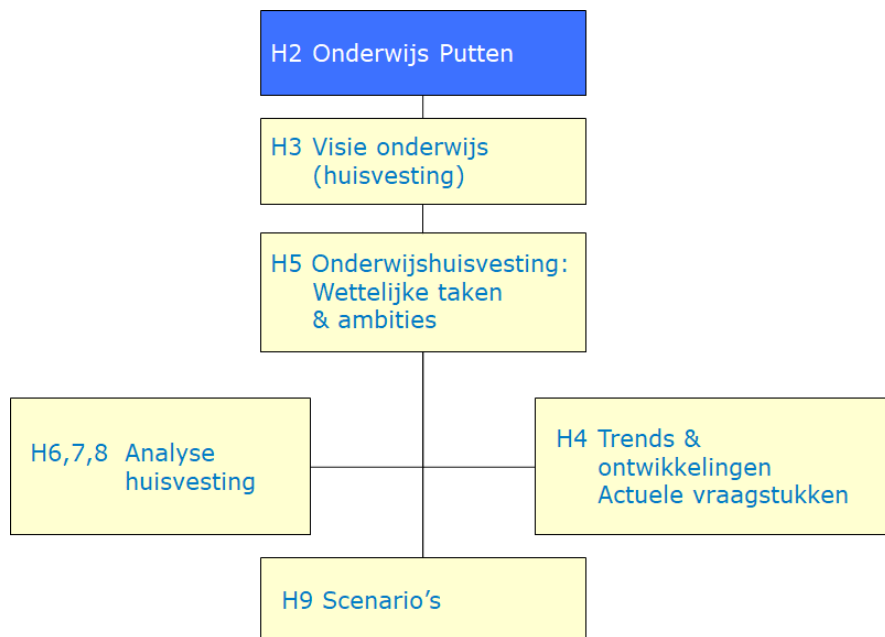 H2 Onderwijs Putten
H3 Visie onderwijs
(huisvesting)
H5 Onderwijshuisvesting:
Wettelijke taken
& ambities
H6,7,8 Analyse
huisvesting
H4 Trends &
ontwikkelingen
Actuele vraagstukken
H9 Scenario's